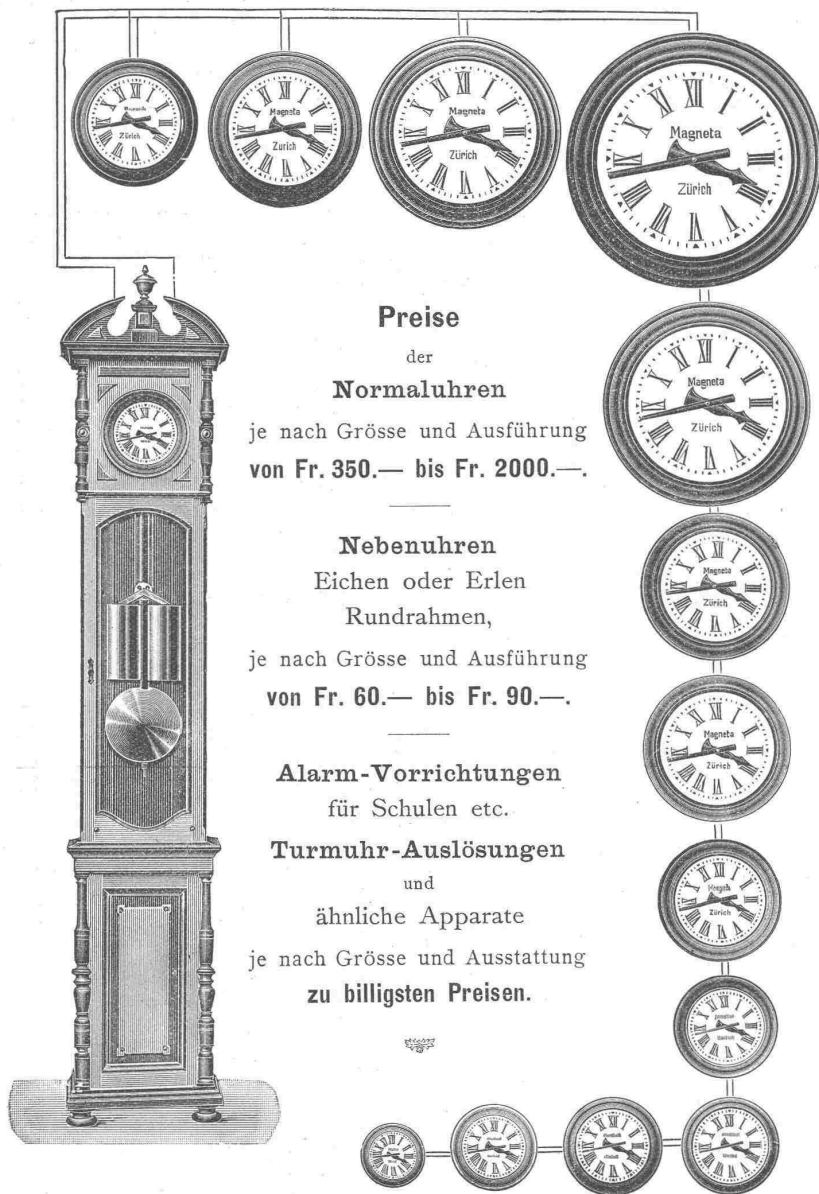 Magneta
Zürich
Magneta
Zürich
Magneta
Zürich
Magneta
Zürich
Preise
der
Normaluhren
je nach Grösse und Ausführung
von Fr. 350.— bis Fr. 2000.—.
Nebenuhren
Eichen oder Erlen
Rundrahmen,
je nach Grösse und Ausführung
von Fr. 60.— bis Fr. 90.—.
Alarm-Vorrichtungen
für Schulen etc.
Turmuhr-Auslösungen
und
ähnliche Apparate
je nach Grösse und Ausstattung
zu billigsten Preisen.
Magneta
Zürich
Magneta
Zürich
Magneta
Zürich
Zürich